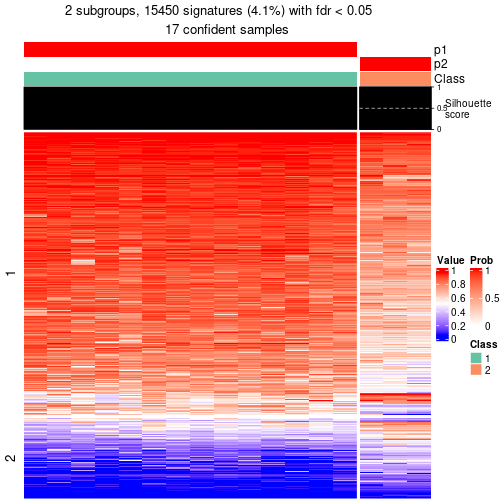 2 subgroups, 15450 signatures (4.1%) with fdr < 0.05
17 confident samples
p1
p2
Class
1
0.5
0
Silhouette
score
1
2
Value
1
0.8
0.6
0.4
0.2
0
Prob
1
0.5
0
Class
1
2